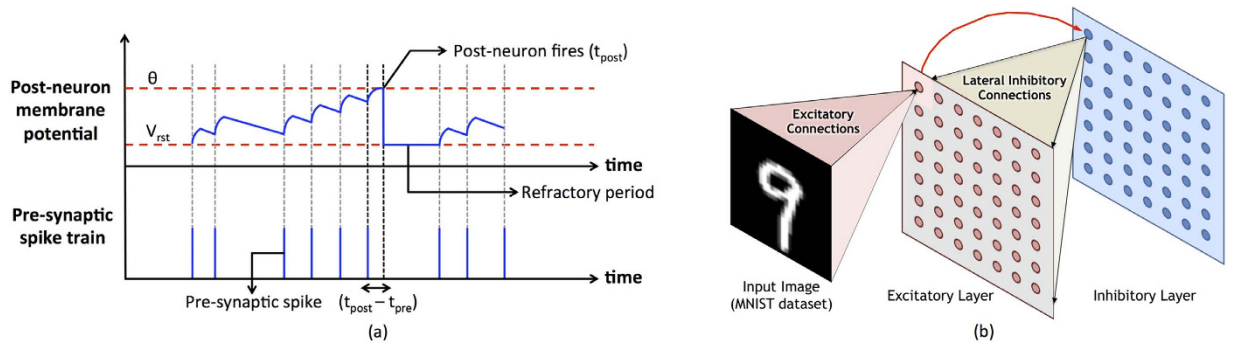 Post-neuron
membrane
potential
θ
V_rst
Post-neuron fires (t_post)
time
Refractory period
Pre-synaptic
spike train
time
Pre-synaptic spike
(t_post – t_pre)
(a)
Excitatory
Connections
Lateral Inhibitory
Connections
Input Image
(MNIST dataset)
Excitatory Layer
Inhibitory Layer
9
(b)